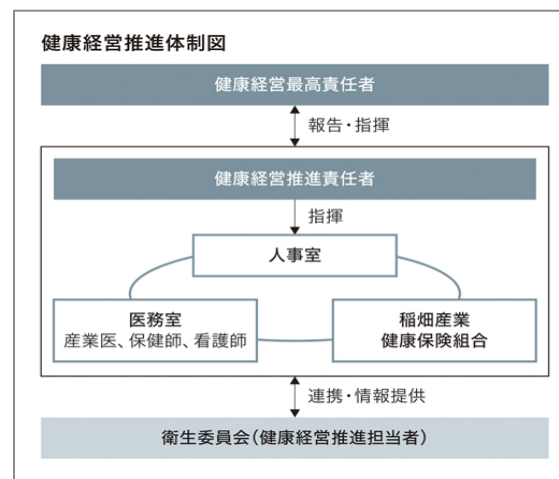 健康経営推進体制図
健康経営最高責任者
報告・指揮
健康経営推進責任者
指揮
人事室
医務室
産業医、保健師、看護師
稲畑産業
健康保険組合
連携・情報提供
衛生委員会(健康経営推進担当者)